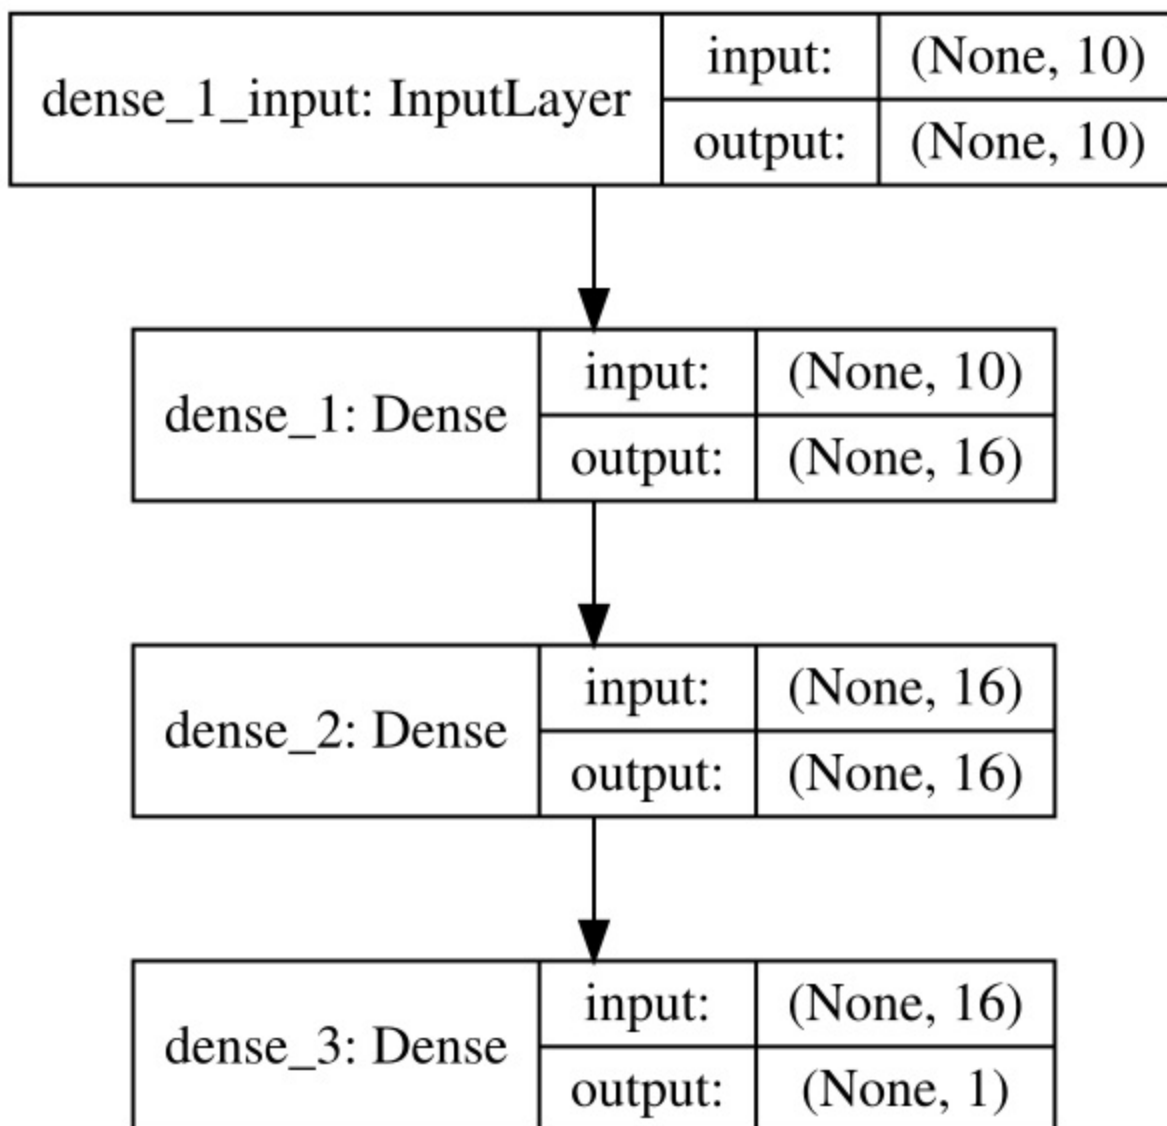 dense_1_input: InputLayer
input: (None, 10)
output: (None, 10)
dense_1: Dense
input: (None, 10)
output: (None, 16)
dense_2: Dense
input: (None, 16)
output: (None, 16)
dense_3: Dense
input: (None, 16)
output: (None, 1)